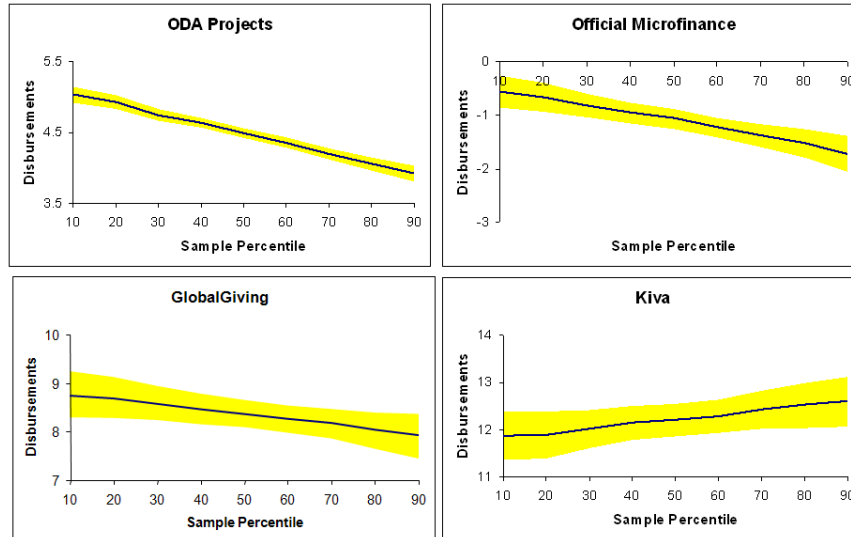 ODA Projects
5.5
4.5
3.5
Disbursements
10 20 30 40 50 60 70 80 90
Sample Percentile
Official Microfinance
0
10 20 30 40 50 60 70 80 90
-1
-2
-3
Disbursements
Sample Percentile
GlobalGiving
10
9
8
7
Disbursements
10 20 30 40 50 60 70 80 90
Sample Percentile
Kiva
14
13
12
11
Disbursements
10 20 30 40 50 60 70 80 90
Sample Percentile